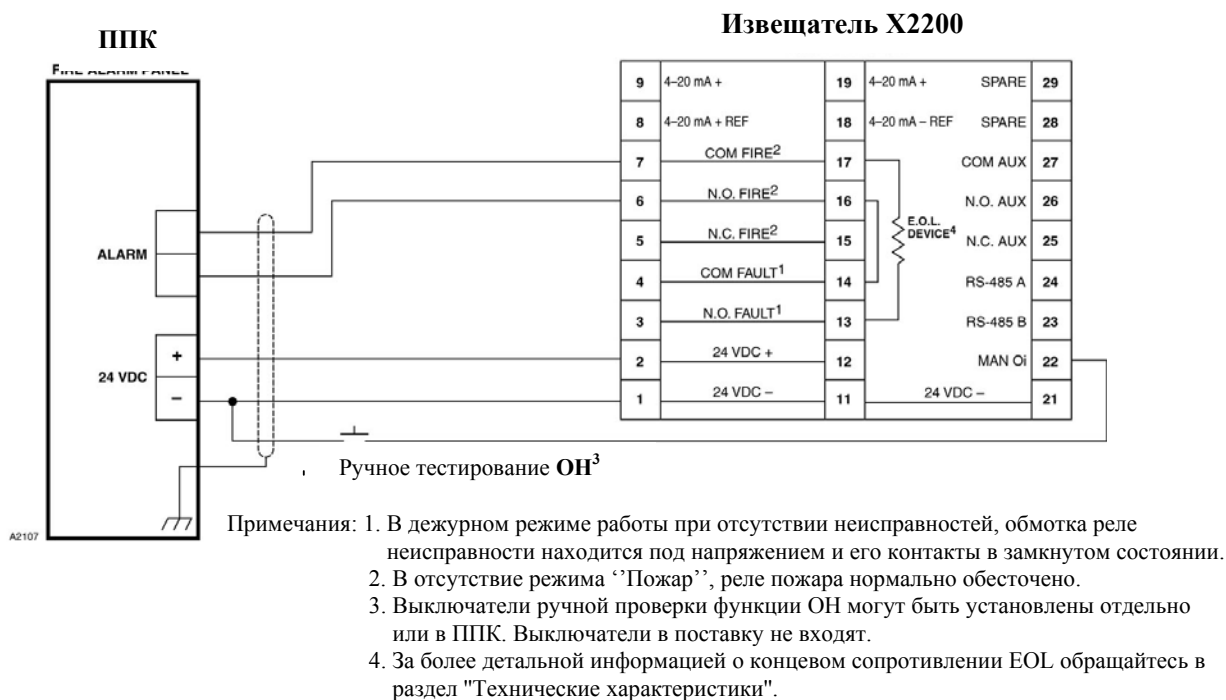 Извещатель X2200
ППК
FIRE ALARM PANEL
ALARM
+
24 VDC
–
A2107
9 4–20 mA + 19 4–20 mA + SPARE 29
8 4–20 mA + REF 18 4–20 mA – REF SPARE 28
7 COM FIRE2 17 COM AUX 27
6 N.O. FIRE2 16 N.O. AUX 26
E.O.L.
DEVICE4
5 N.C. FIRE2 15 N.C. AUX 25
4 COM FAULT1 14 RS-485 A 24
3 N.O. FAULT1 13 RS-485 B 23
2 24 VDC + 12 MAN Oi 22
1 24 VDC – 11 24 VDC – 21
Ручное тестирование ОН3
Примечания: 1. В дежурном режиме работы при отсутствии неисправностей, обмотка реле
неисправности находится под напряжением и его контакты в замкнутом состоянии.
2. В отсутствие режима ‘’Пожар’’, реле пожара нормально обесточено.
3. Выключатели ручной проверки функции ОН могут быть установлены отдельно
или в ППК. Выключатели в поставку не входят.
4. За более детальной информацией о концевом сопротивлении EOL обращайтесь в
раздел "Технические характеристики".